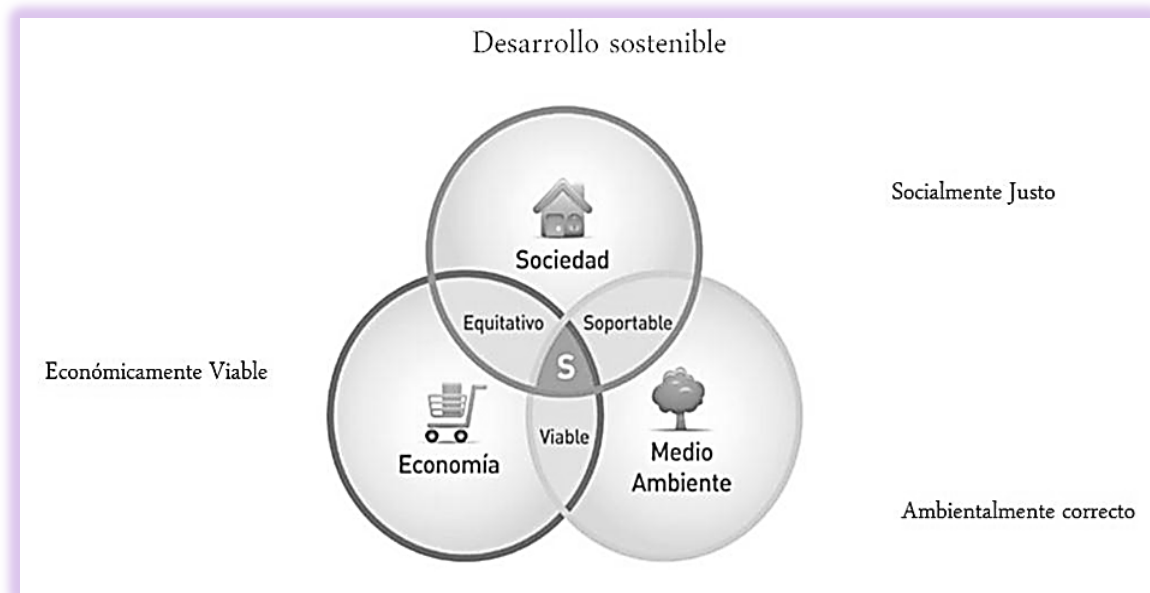 Desarrollo sostenible
Socialmente Justo
Sociedad
Equitativo
Soportable
S
Económicamente Viable
Viable
Economía
Medio
Ambiente
Ambientalmente correcto